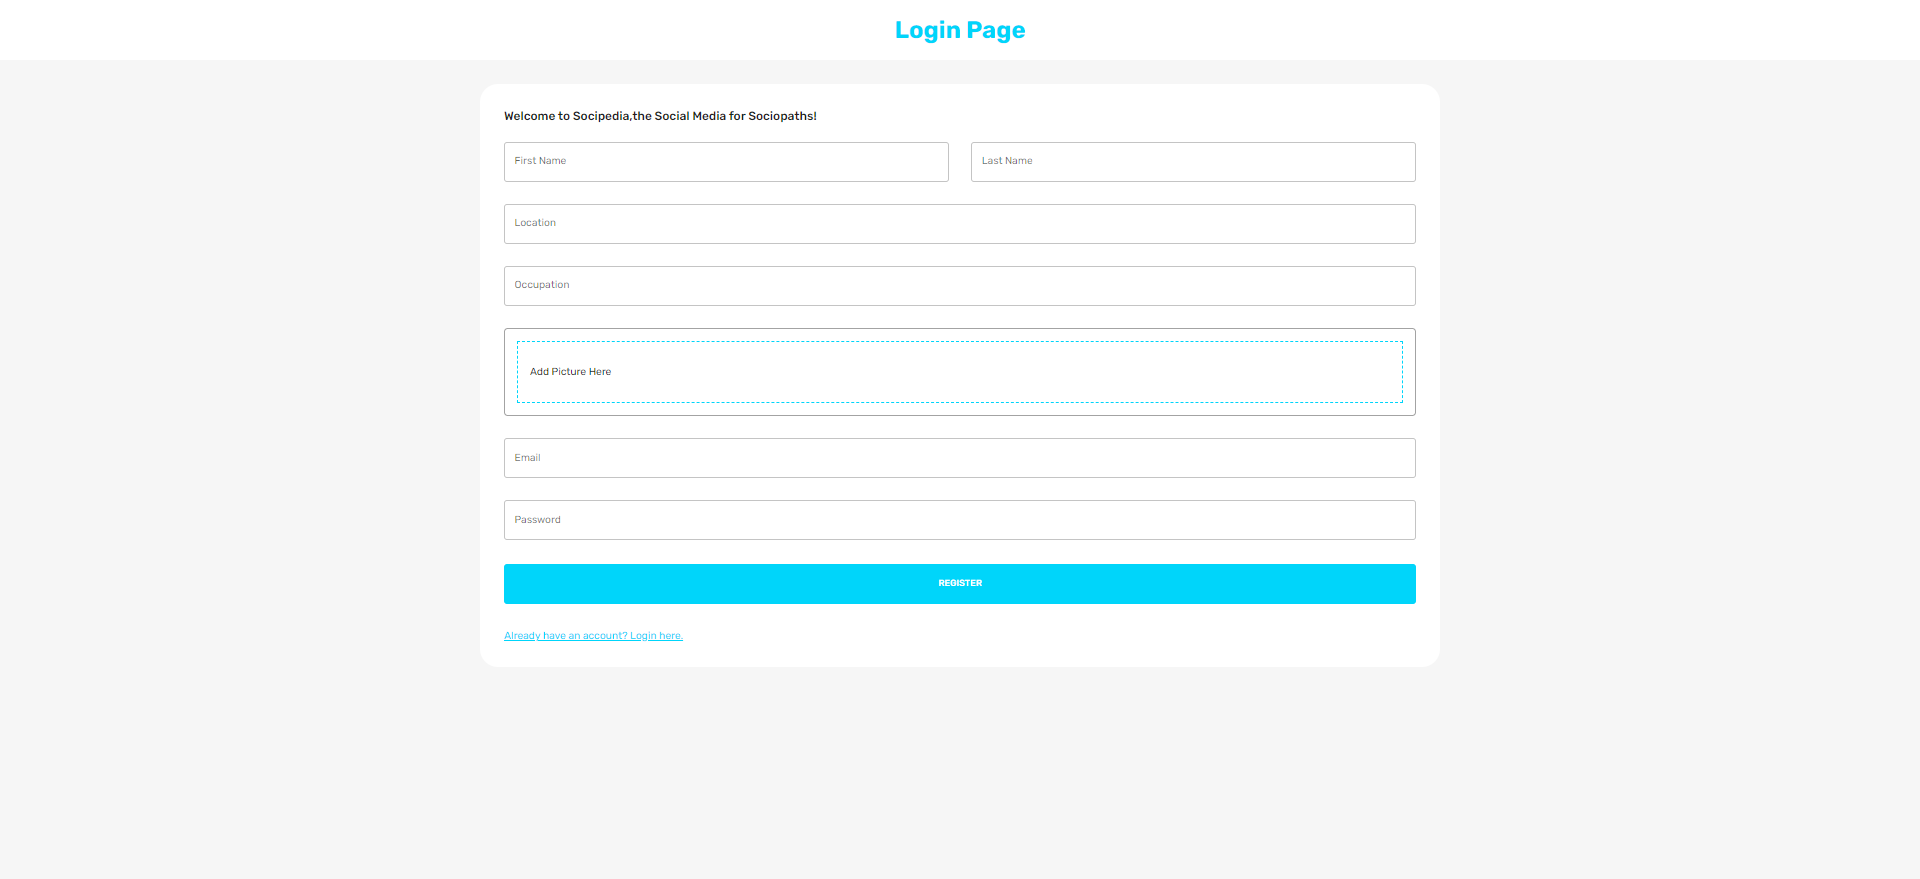 Login Page
Welcome to Socipedia,the Social Media for Sociopaths!
First Name
Last Name
Location
Occupation
Add Picture Here
Email
Password
REGISTER
Already have an account? Login here.